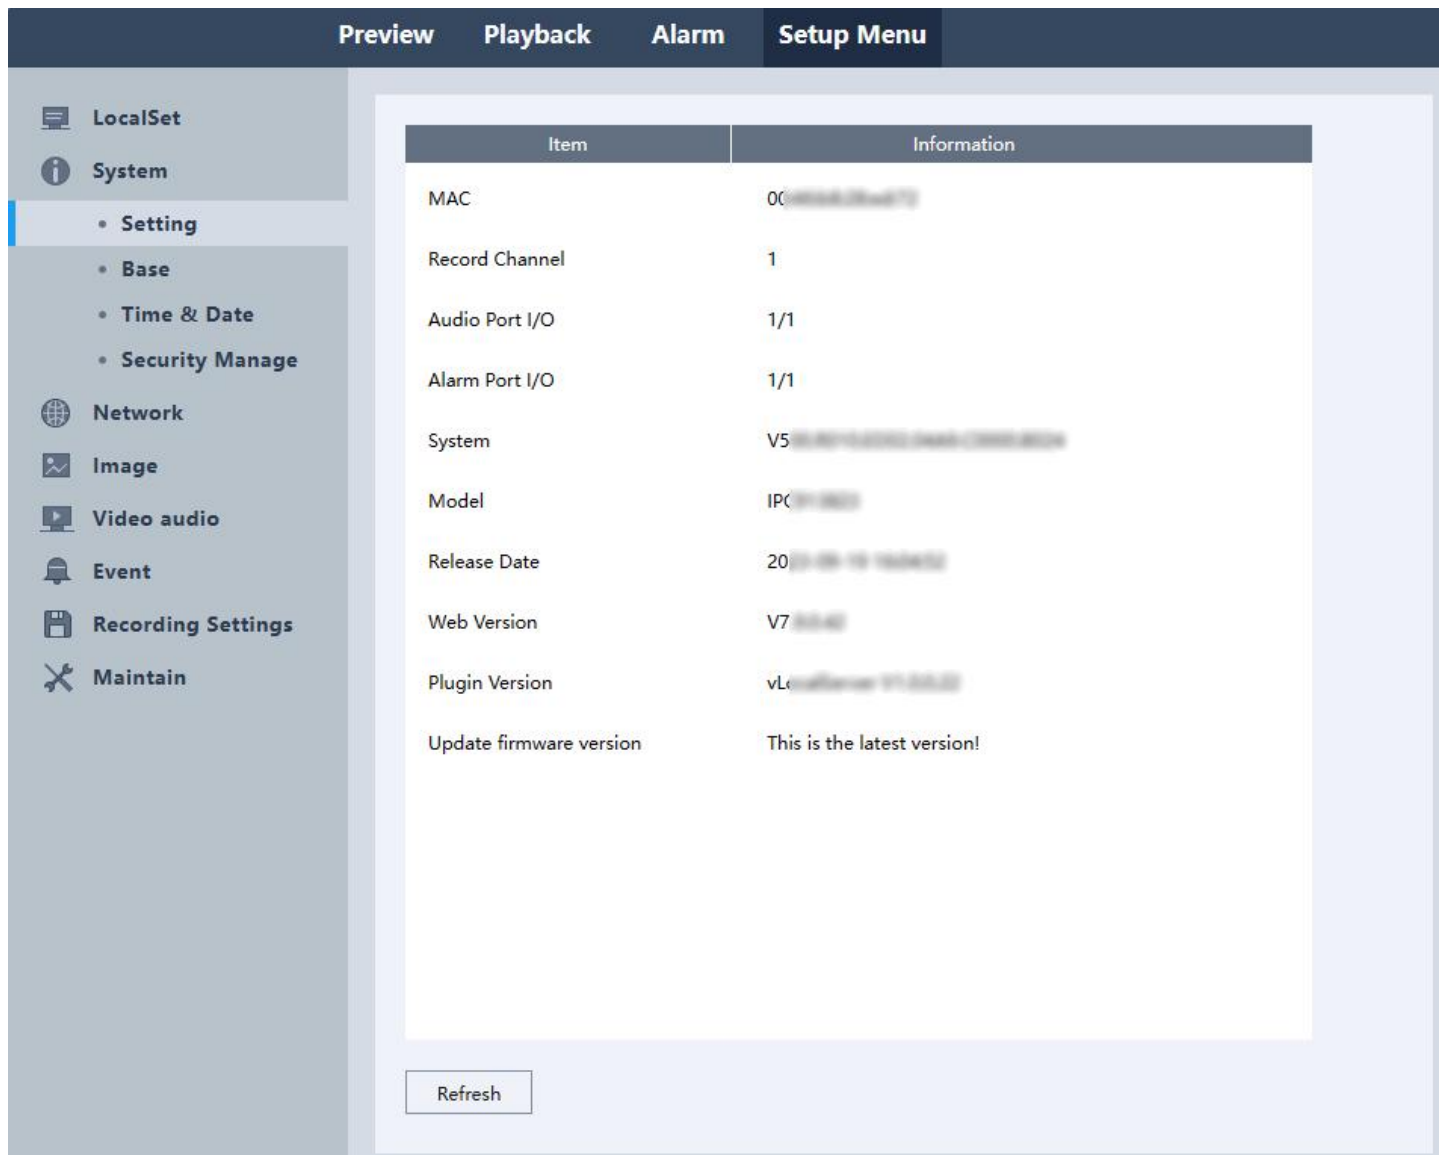 Preview Playback Alarm Setup Menu
LocalSet
System
Setting
Base
Time & Date
Security Manage
Network
Image
Video audio
Event
Recording Settings
Maintain
Item Information
MAC
Record Channel 1
Audio Port I/O 1/1
Alarm Port I/O 1/1
System
Model
Release Date
Web Version
Plugin Version
Update firmware version This is the latest version!
Refresh